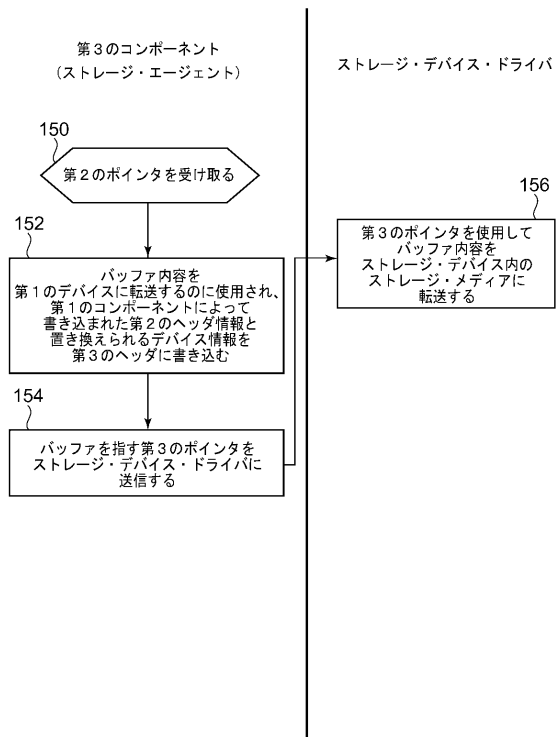 第3のコンポーネント
(ストレージ・エージェント)
ストレージ・デバイス・ドライバ
150
第2のポインタを受け取る
152
バッファ内容を
第1のデバイスに転送するのに使用され、
第1のコンポーネントによって
書き込まれた第2のヘッダ情報と
置き換えられるデバイス情報を
第3のヘッダに書き込む
154
バッファを指す第3のポインタを
ストレージ・デバイス・ドライバに
送信する
156
第3のポインタを使用して
バッファ内容を
ストレージ・デバイス内の
ストレージ・メディアに
転送する